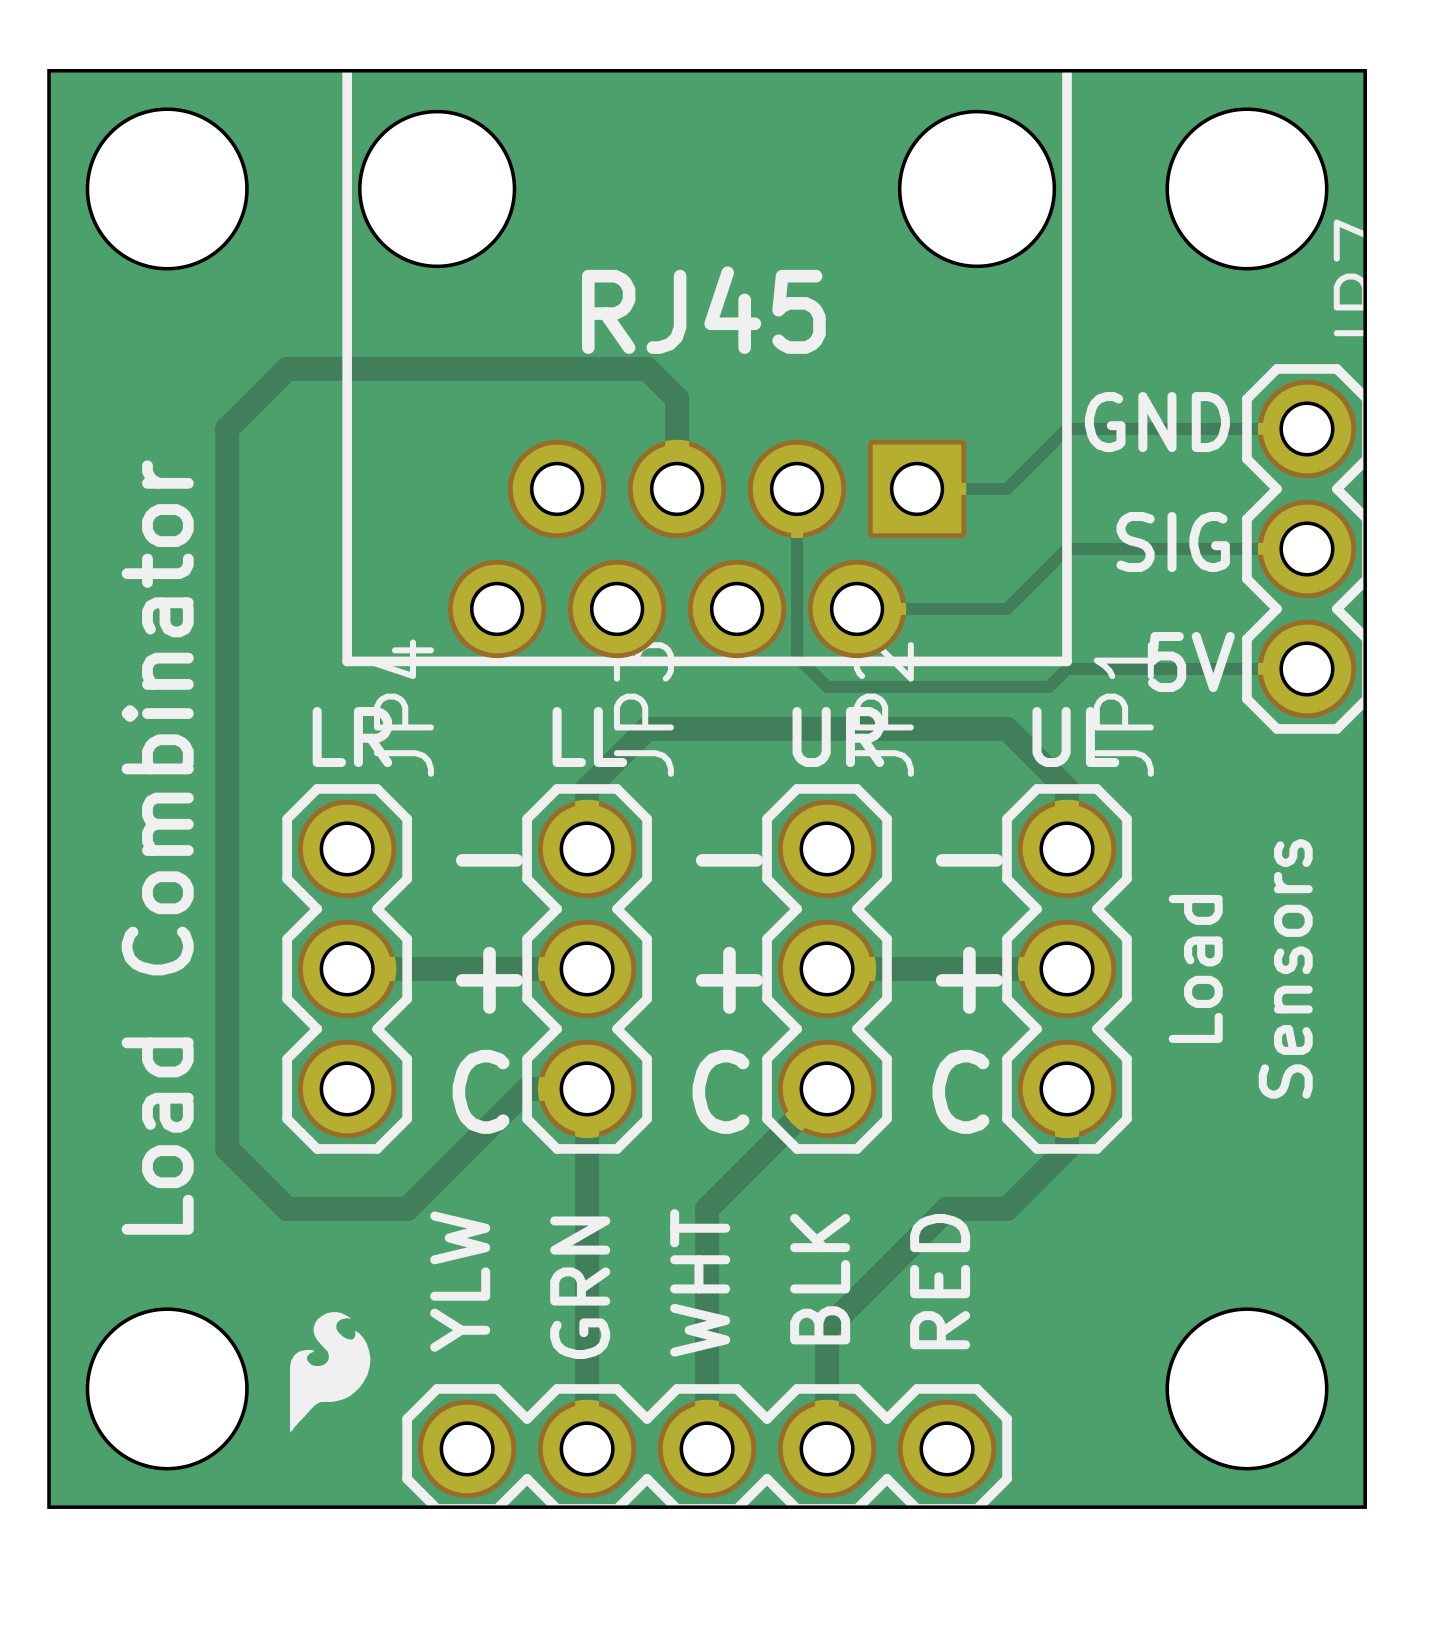 RJ45
JP7
GND
SIG
5V
JP4
JP3
JP2
JP1
LR
LL
UR
UL
-
-
-
+
+
+
C
C
C
Load Combinator
Load
Sensors
YLW
GRN
WHT
BLK
RED